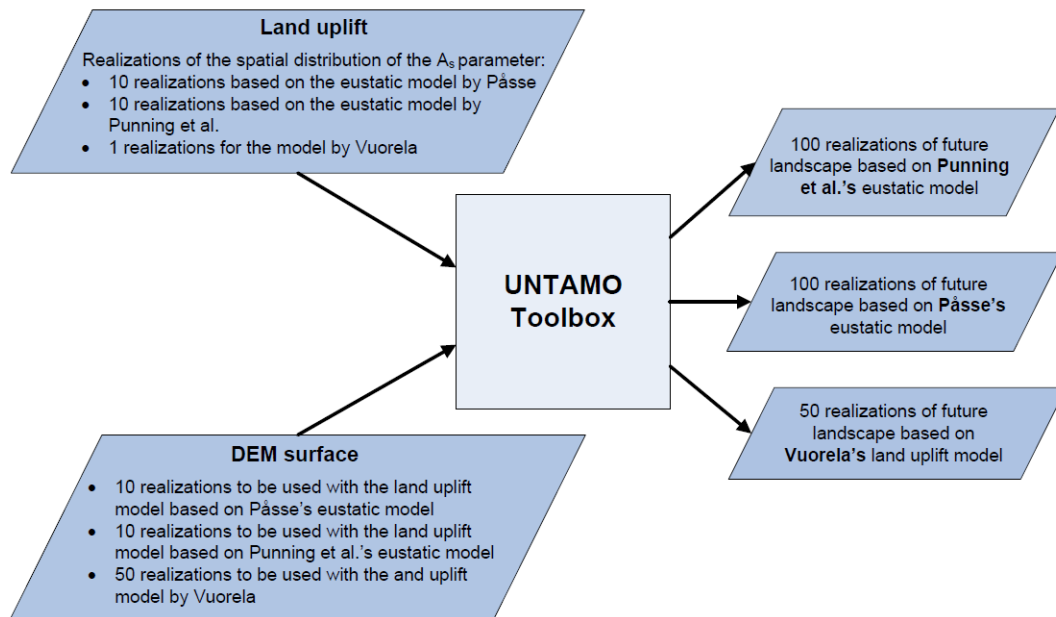 Land uplift
Realizations of the spatial distribution of the As parameter:
• 10 realizations based on the eustatic model by Påsse
• 10 realizations based on the eustatic model by
Punning et al.
• 1 realizations for the model by Vuorela
DEM surface
• 10 realizations to be used with the land uplift
model based on Påsse's eustatic model
• 10 realizations to be used with the land uplift
model based on Punning et al.'s eustatic model
• 50 realizations to be used with the and uplift
model by Vuorela
UNTAMO
Toolbox
100 realizations of future
landscape based on Punning
et al.'s eustatic model
100 realizations of future
landscape based on Påsse's
eustatic model
50 realizations of future
landscape based on
Vuorela's land uplift model